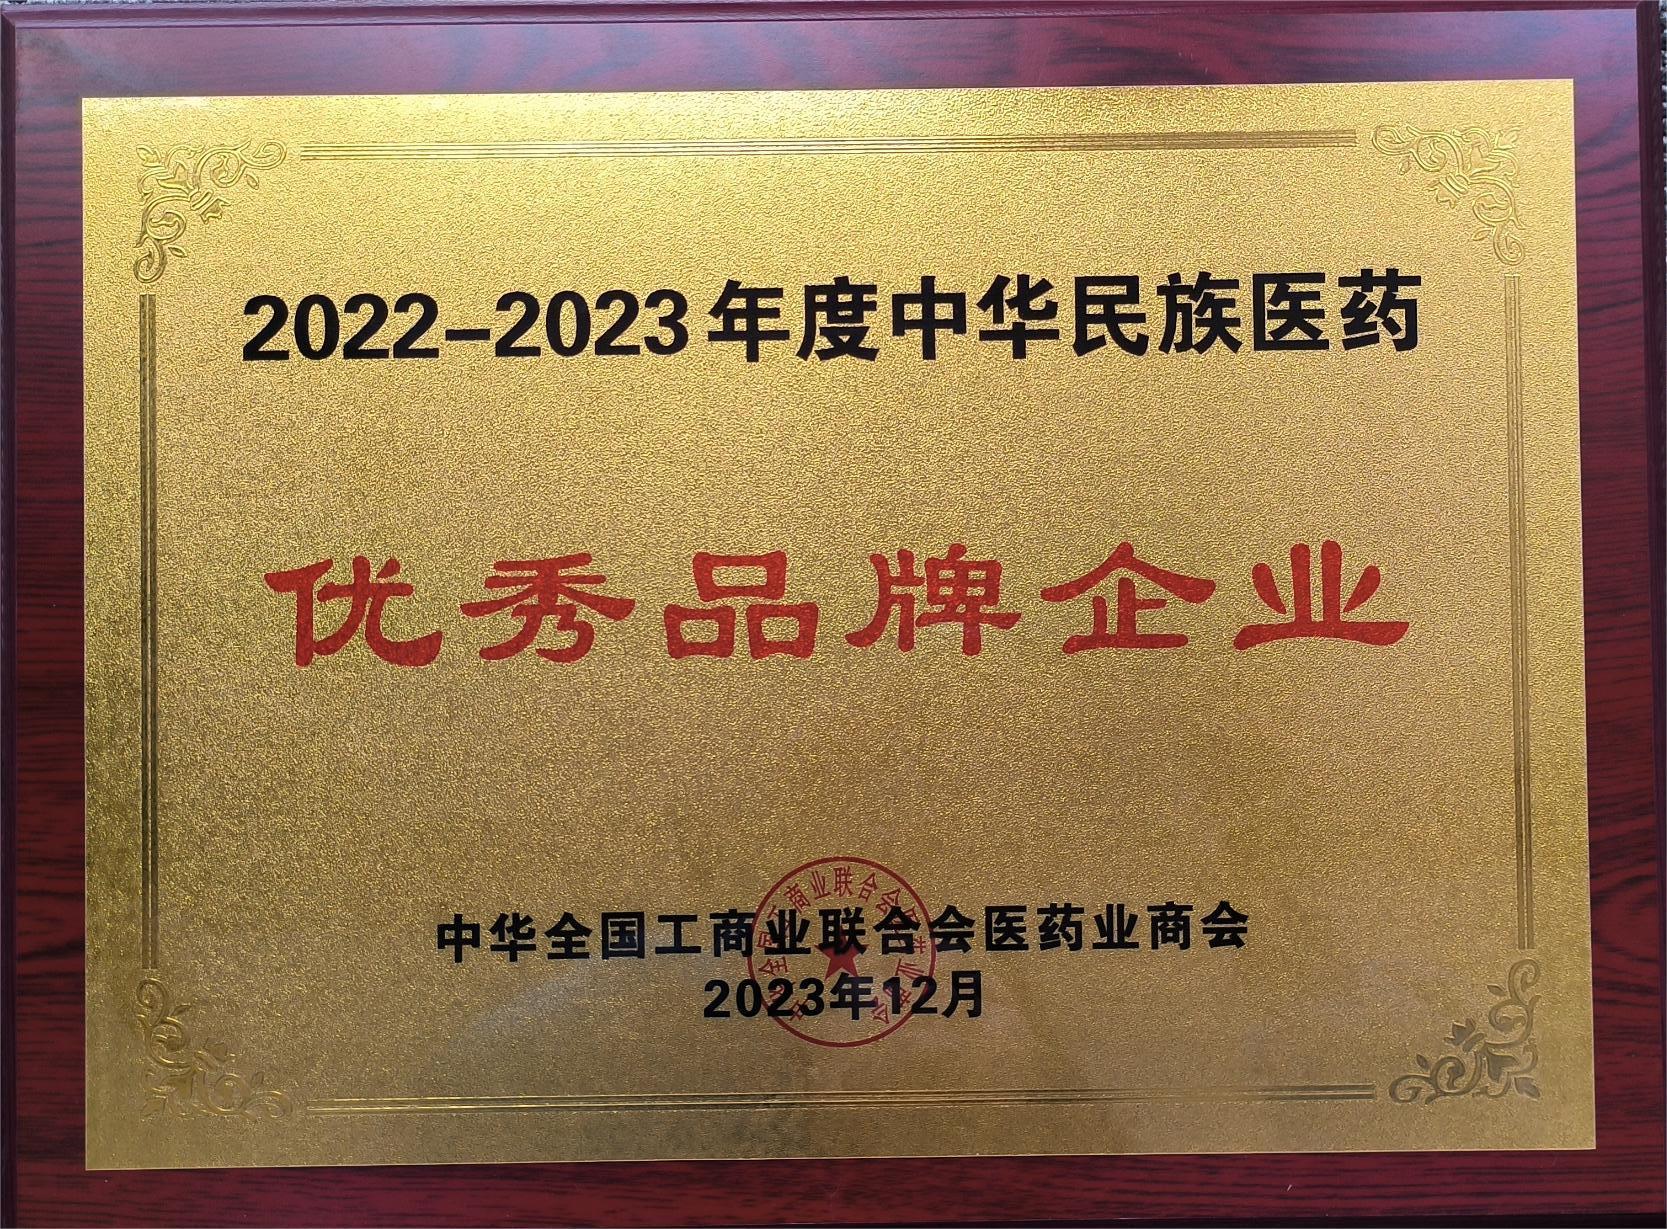 2022-2023年度中华民族医药
优秀品牌企业
中华全国工商业联合会医药业商会
2023年12月